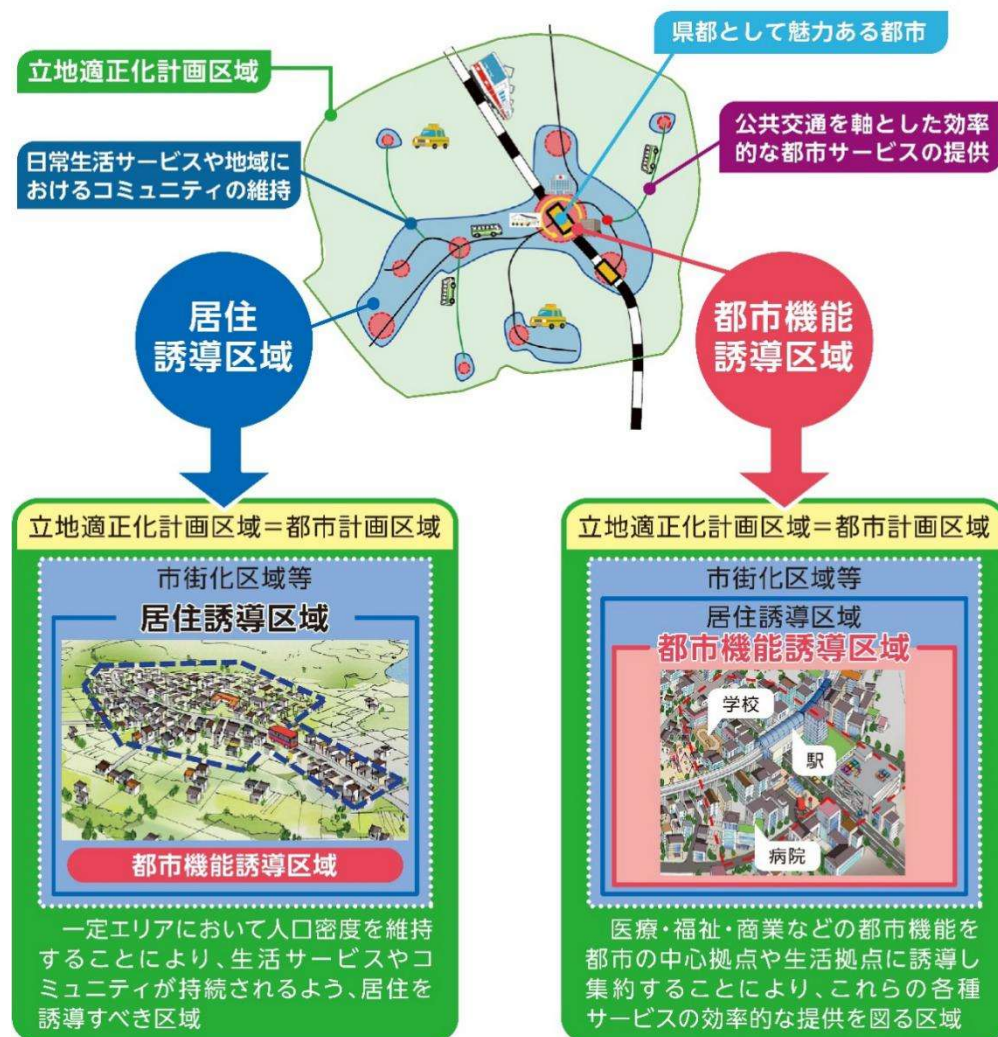 県都として魅力ある都市
立地適正化計画区域
公共交通を軸とした効率
的な都市サービスの提供
日常生活サービスや地域に
おけるコミュニティの維持
居住
誘導区域
都市機能
誘導区域
立地適正化計画区域＝都市計画区域
市街化区域等
居住誘導区域
都市機能誘導区域
一定エリアにおいて人口密度を維持
することにより、生活サービスやコ
ミュニティが持続されるよう、居住を
誘導すべき区域
立地適正化計画区域＝都市計画区域
市街化区域等
居住誘導区域
都市機能誘導区域
学校
駅
病院
医療・福祉・商業などの都市機能を
都市の中心拠点や生活拠点に誘導し
集約することにより、これらの各種
サービスの効率的な提供を図る区域